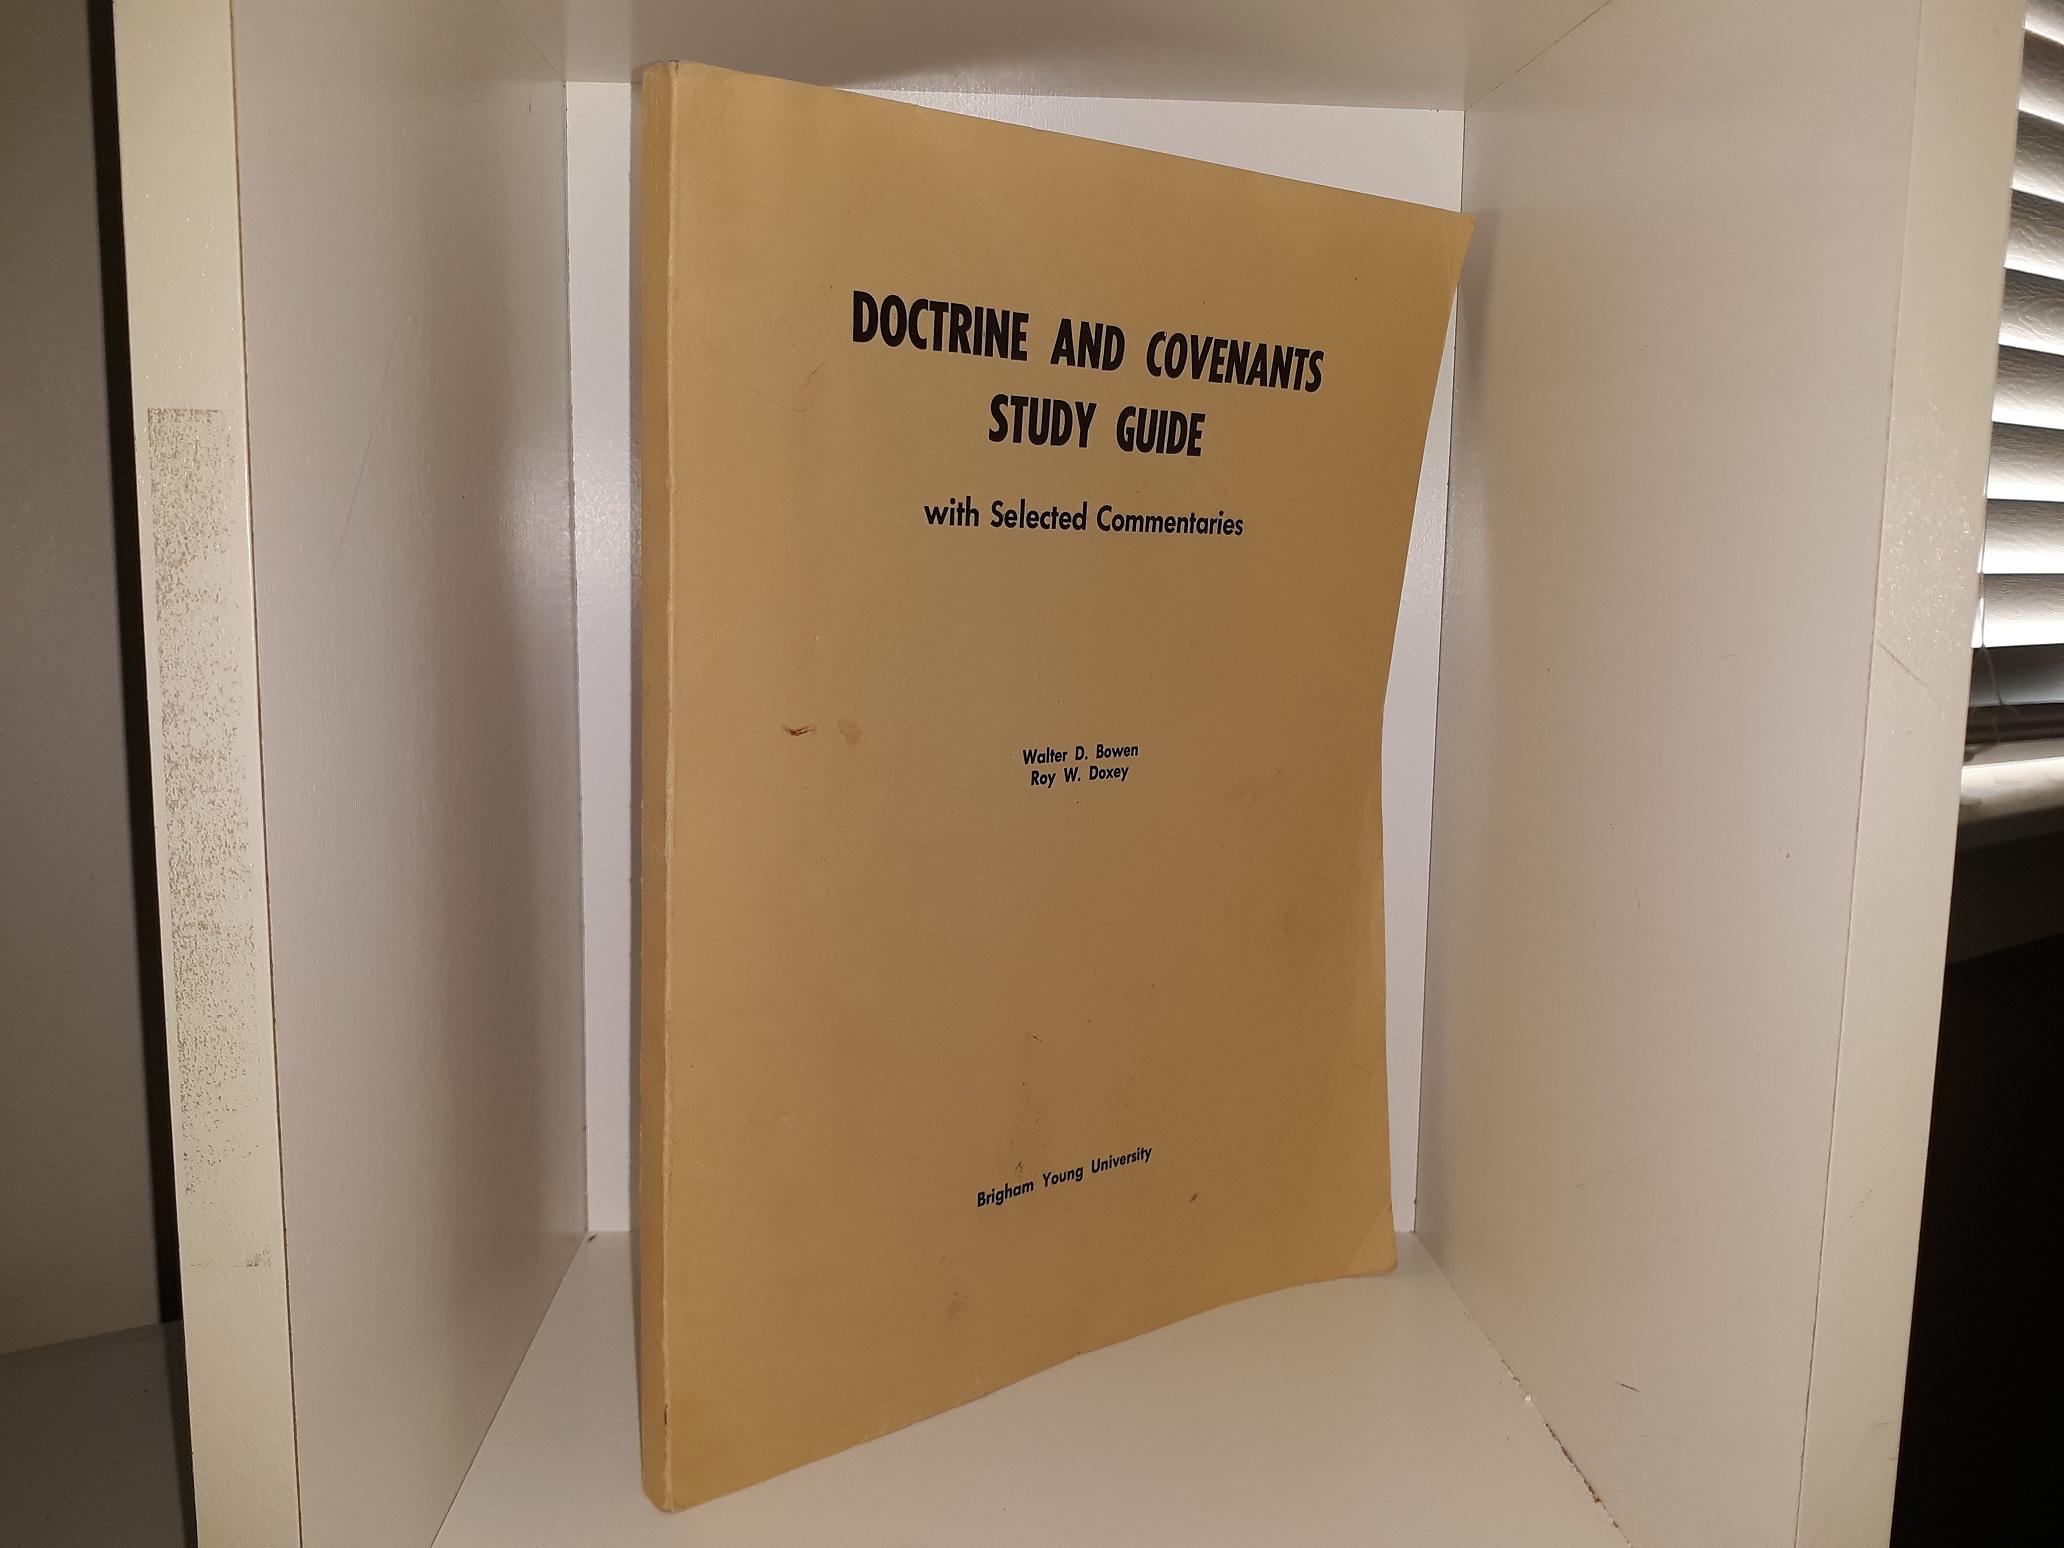 DOCTRINE AND COVENANTS
STUDY GUIDE
with Selected Commentaries
Walter D. Bowen
Roy W. Doxey
Brigham Young University